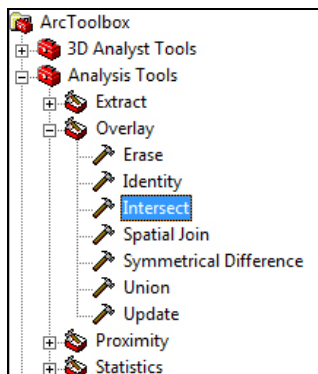 ArcToolbox
3D Analyst Tools
Analysis Tools
Extract
Overlay
Erase
Identity
Intersect
Spatial Join
Symmetrical Difference
Union
Update
Proximity
Statistics